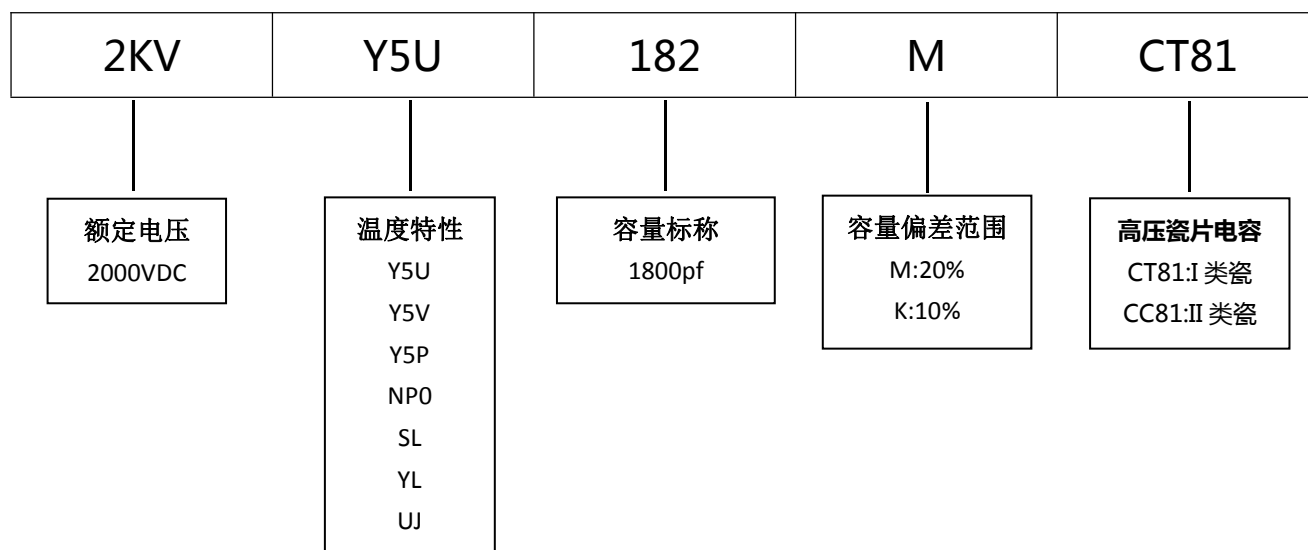 2KV Y5U 182 M CT81
额定电压
2000VDC
温度特性
Y5U
Y5V
Y5P
NP0
SL
YL
UJ
容量标称
1800pf
容量偏差范围
M:20%
K:10%
高压瓷片电容
CT81:I 类瓷
CC81:II 类瓷